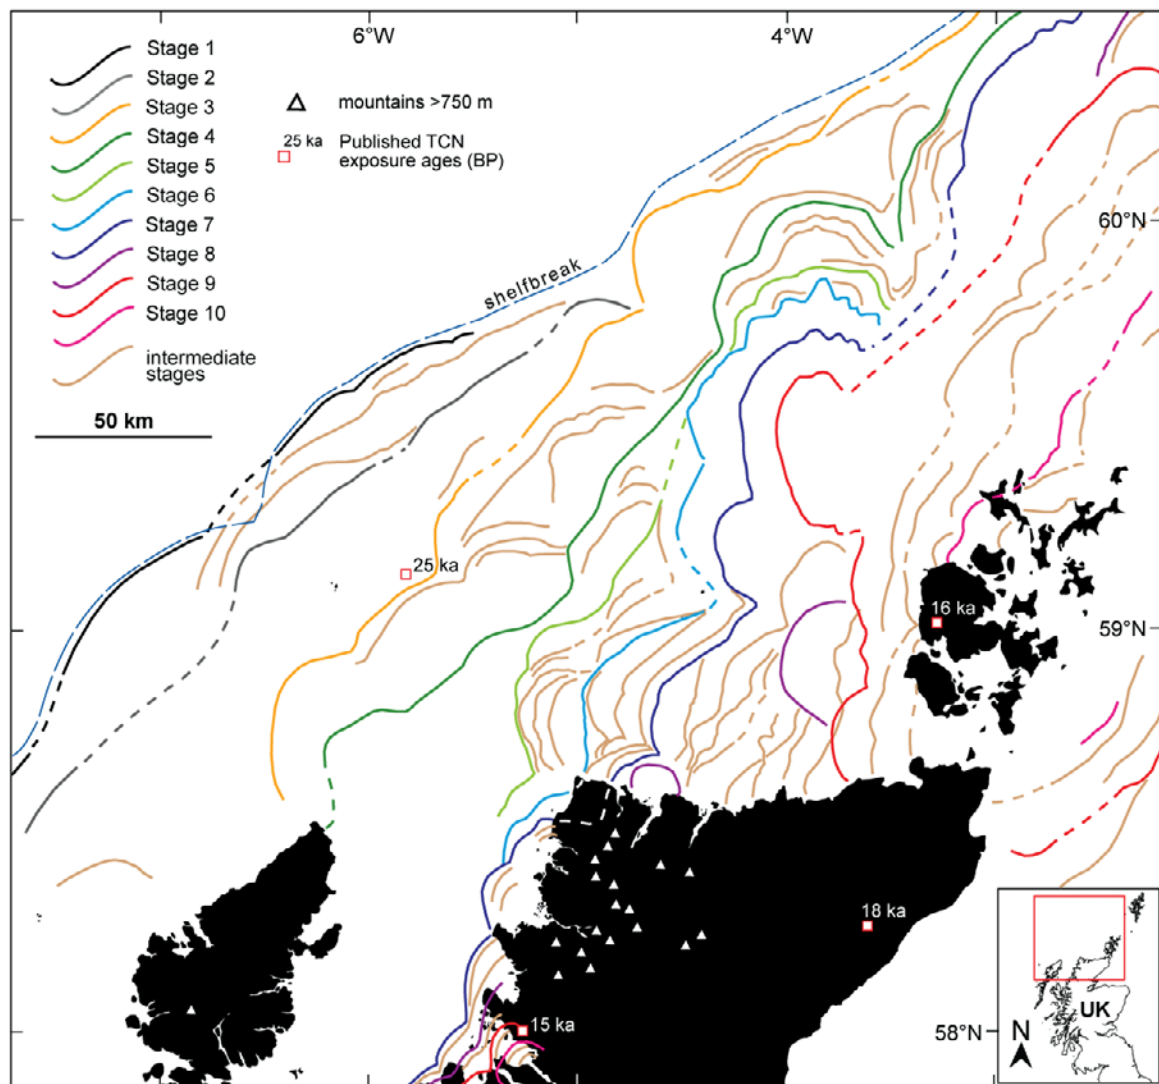 6°W
4°W
Stage 1
Stage 2
Stage 3
Stage 4
Stage 5
Stage 6
Stage 7
Stage 8
Stage 9
Stage 10
intermediate
stages
50 km
mountains >750 m
25 ka
Published TCN
exposure ages (BP)
shelfbreak
60°N
25 ka
16 ka
59°N
18 ka
15 ka
58°N
N
UK